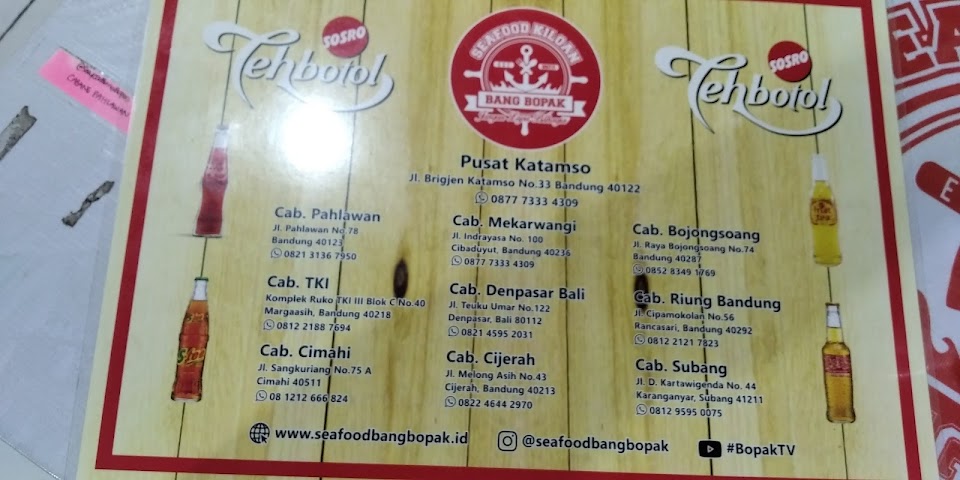 SOSRO
Tehbotol
SEAFOOD KILOAN
BANG BOPAK
SOSRO
Tehbotol
CABANG PAHLAWAN
Pusat Katamso
Jl. Brigjen Katamso No.33 Bandung 40122
0877 7333 4309
Cab. Pahlawan
Jl. Pahlawan No.78
Bandung 40123
0821 3136 7950
Cab. TKI
Komplek Ruko TKI III Blok C No.40
Margaasih, Bandung 40218
0812 2188 7694
Cab. Cimahi
Jl. Sangkuriang No.75 A
Cimahi 40511
08 1212 666 824
Cab. Mekarwangi
Jl. Indrayasa No. 100
Cibaduyut, Bandung 40236
0877 7333 4309
Cab. Denpasar Bali
Jl. Teuku Umar No.122
Denpasar, Bali 80112
0821 4595 2031
Cab. Cijerah
Jl. Melong Asih No.43
Cijerah, Bandung 40213
0822 4644 2970
Cab. Bojongsoang
Jl. Raya Bojongsoang No.74
Bandung 40287
0852 8349 1769
Cab. Riung Bandung
Jl. Cipamokolan No.56
Rancasari, Bandung 40292
0812 2121 7823
Cab. Subang
Jl. D. Kartawigenda No. 44
Karanganyar, Subang 41211
0812 9595 0075
www.seafoodbangbopak.id
@seafoodbangbopak
#BopakTV